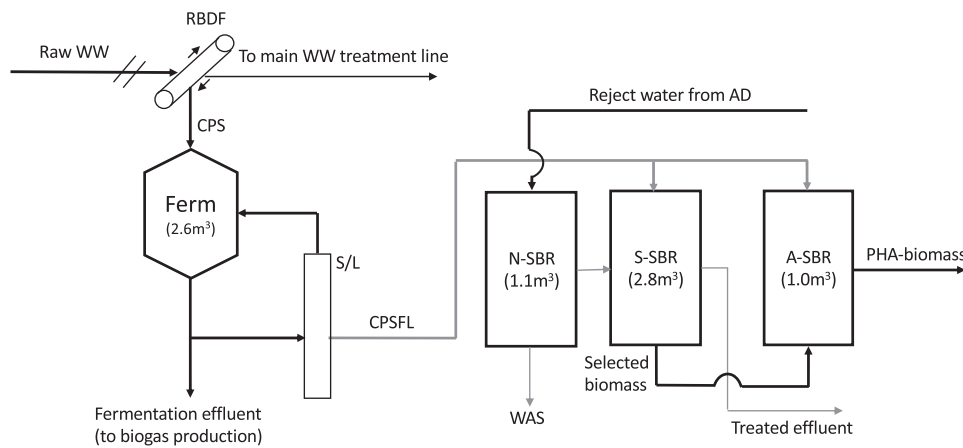 RBDF
Raw WW
To main WW treatment line
Reject water from AD
CPS
Ferm
(2.6m³)
S/L
N-SBR
(1.1m³)
S-SBR
(2.8m³)
A-SBR
(1.0m³)
PHA-biomass
CPSFL
Selected
biomass
WAS
Treated effluent
Fermentation effluent
(to biogas production)